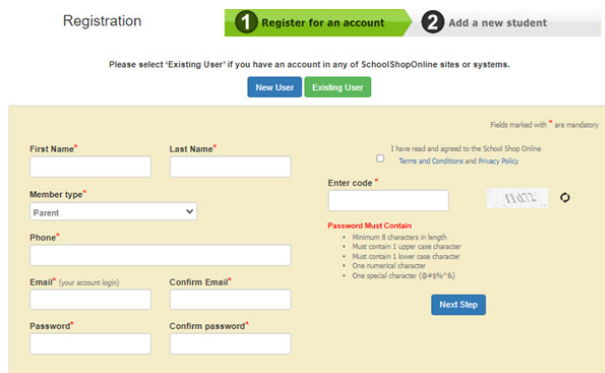 Registration
1 Register for an account
2 Add a new student
Please select 'Existing User' if you have an account in any of SchoolShopOnline sites or systems.
New User
Existing User
Fields marked with * are mandatory
First Name*
Last Name*
Member type*
Parent
Phone*
Email* (your account login)
Confirm Email*
Password*
Confirm password*
I have read and agreed to the School Shop Online
Terms and Conditions and Privacy Policy
Enter code *
Password Must Contain
• Minimum 8 characters in length
• Must contain 1 upper case character
• Must contain 1 lower case character
• One numerical character
• One special character (@#$%^&)
Next Step